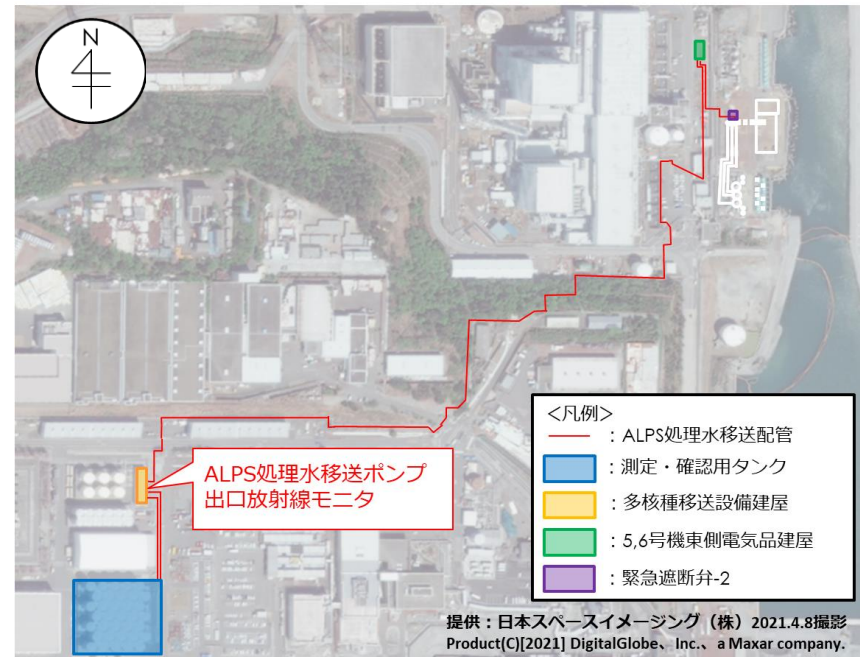 N
ALPS処理水移送ポンプ
出口放射線モニタ
<凡例>
：ALPS処理水移送配管
：測定・確認用タンク
：多核種移送設備建屋
：5,6号機東側電気品建屋
：緊急遮断弁-2
提供：日本スペースイメージング（株）2021.4.8撮影
Product(C)[2021] DigitalGlobe、Inc.、a Maxar company.